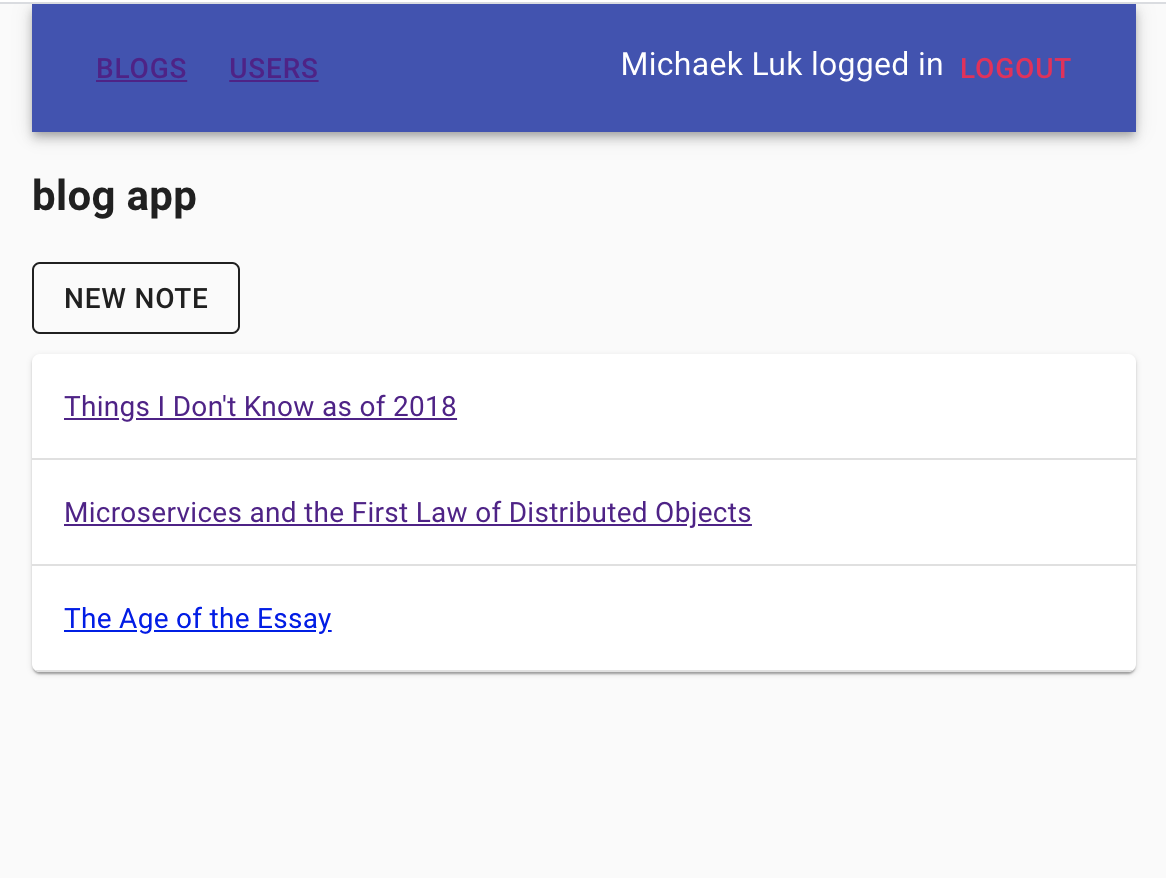 BLOGS USERS Michaek Luk logged in LOGOUT
blog app
NEW NOTE
Things I Don't Know as of 2018
Microservices and the First Law of Distributed Objects
The Age of the Essay